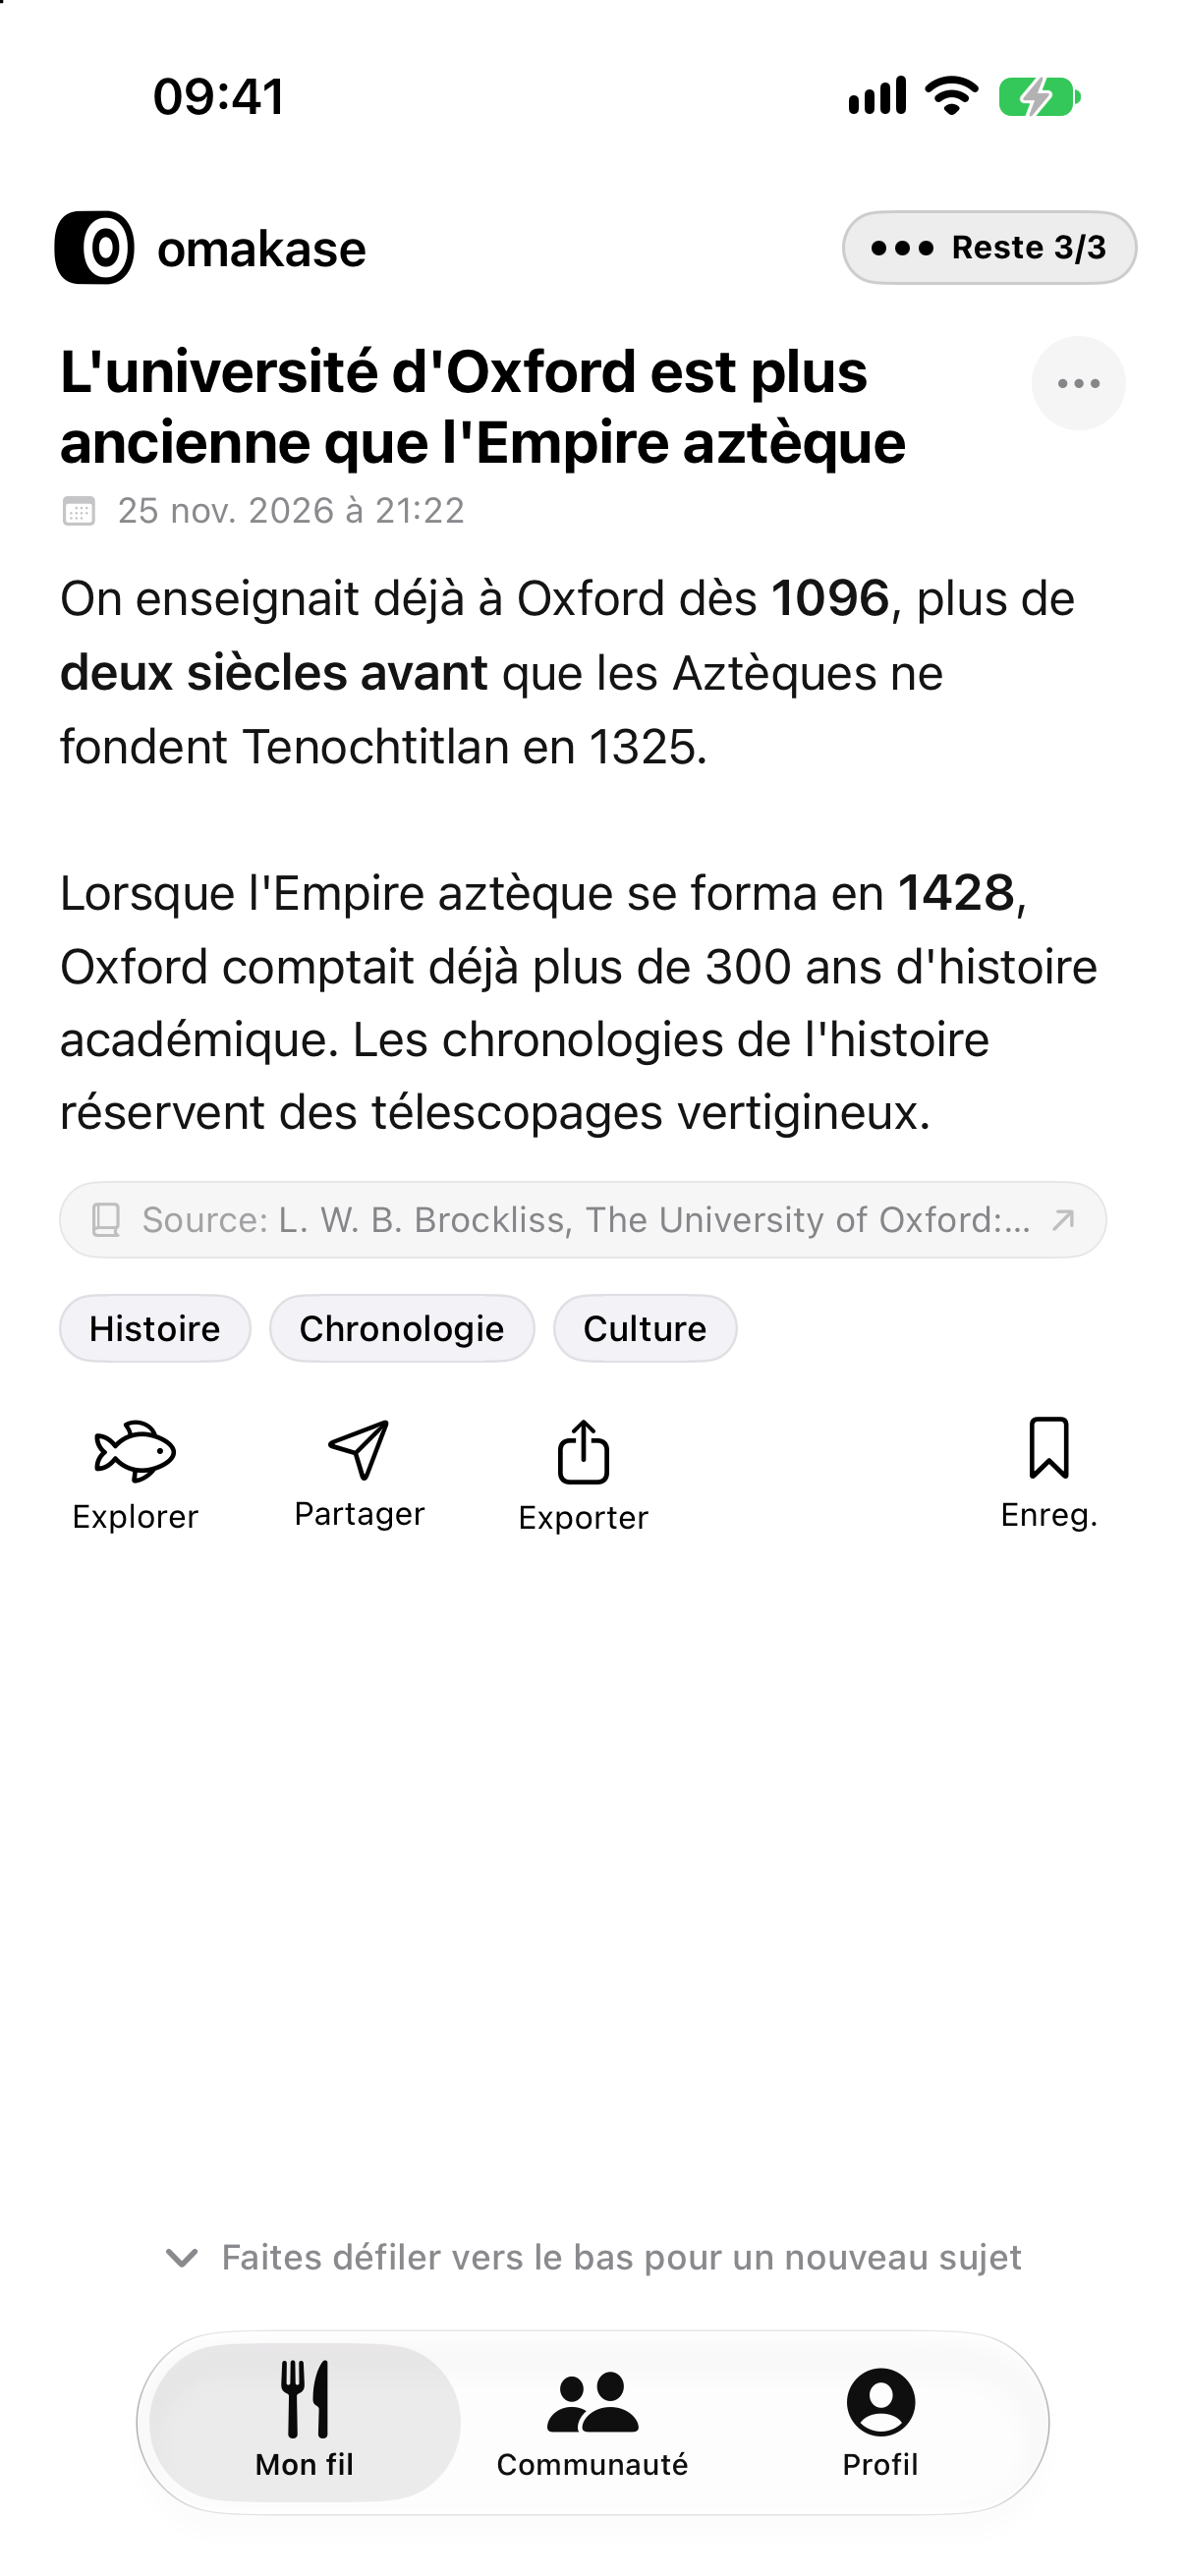 09:41
omakase
Reste 3/3
L'université d'Oxford est plus
ancienne que l'Empire aztèque
25 nov. 2026 à 21:22
On enseignait déjà à Oxford dès 1096, plus de
deux siècles avant que les Aztèques ne
fondent Tenochtitlan en 1325.
Lorsque l'Empire aztèque se forma en 1428,
Oxford comptait déjà plus de 300 ans d'histoire
académique. Les chronologies de l'histoire
réservent des télescopages vertigineux.
Source: L. W. B. Brockliss, The University of Oxford:...
Histoire
Chronologie
Culture
Explorer
Partager
Exporter
Enreg.
Faites défiler vers le bas pour un nouveau sujet
Mon fil
Communauté
Profil